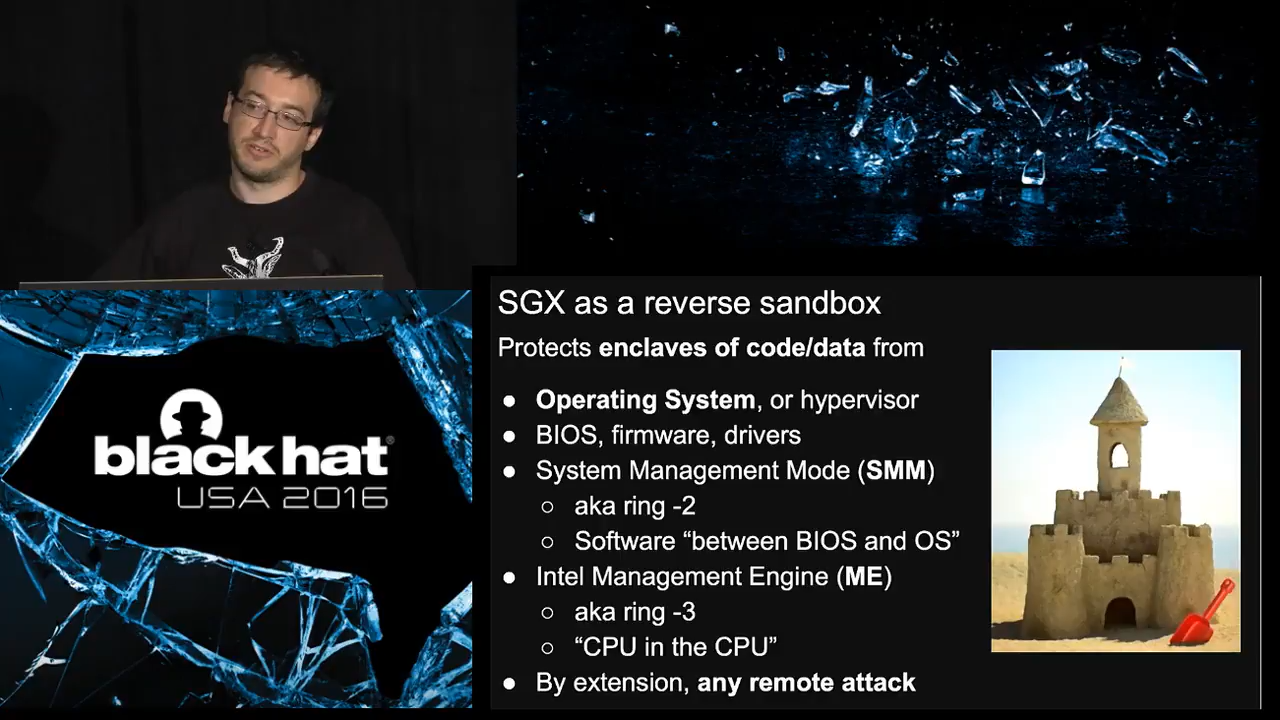 SGX as a reverse sandbox
Protects enclaves of code/data from
● Operating System, or hypervisor
● BIOS, firmware, drivers
● System Management Mode (SMM)
○ aka ring -2
○ Software “between BIOS and OS”
● Intel Management Engine (ME)
○ aka ring -3
○ “CPU in the CPU”
● By extension, any remote attack
black hat®
USA 2016